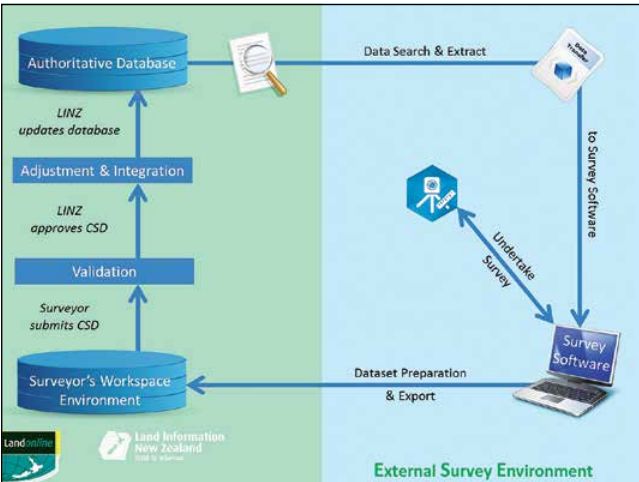 Authoritative Database
Data Search & Extract
Data
Transfer
LINZ
updates database
to Survey Software
Adjustment & Integration
LINZ
approves CSD
Undertake
Survey
Validation
Surveyor
submits CSD
Survey
Software
Surveyor's Workspace
Environment
Dataset Preparation
& Export
Landonline
Land Information
New Zealand
External Survey Environment